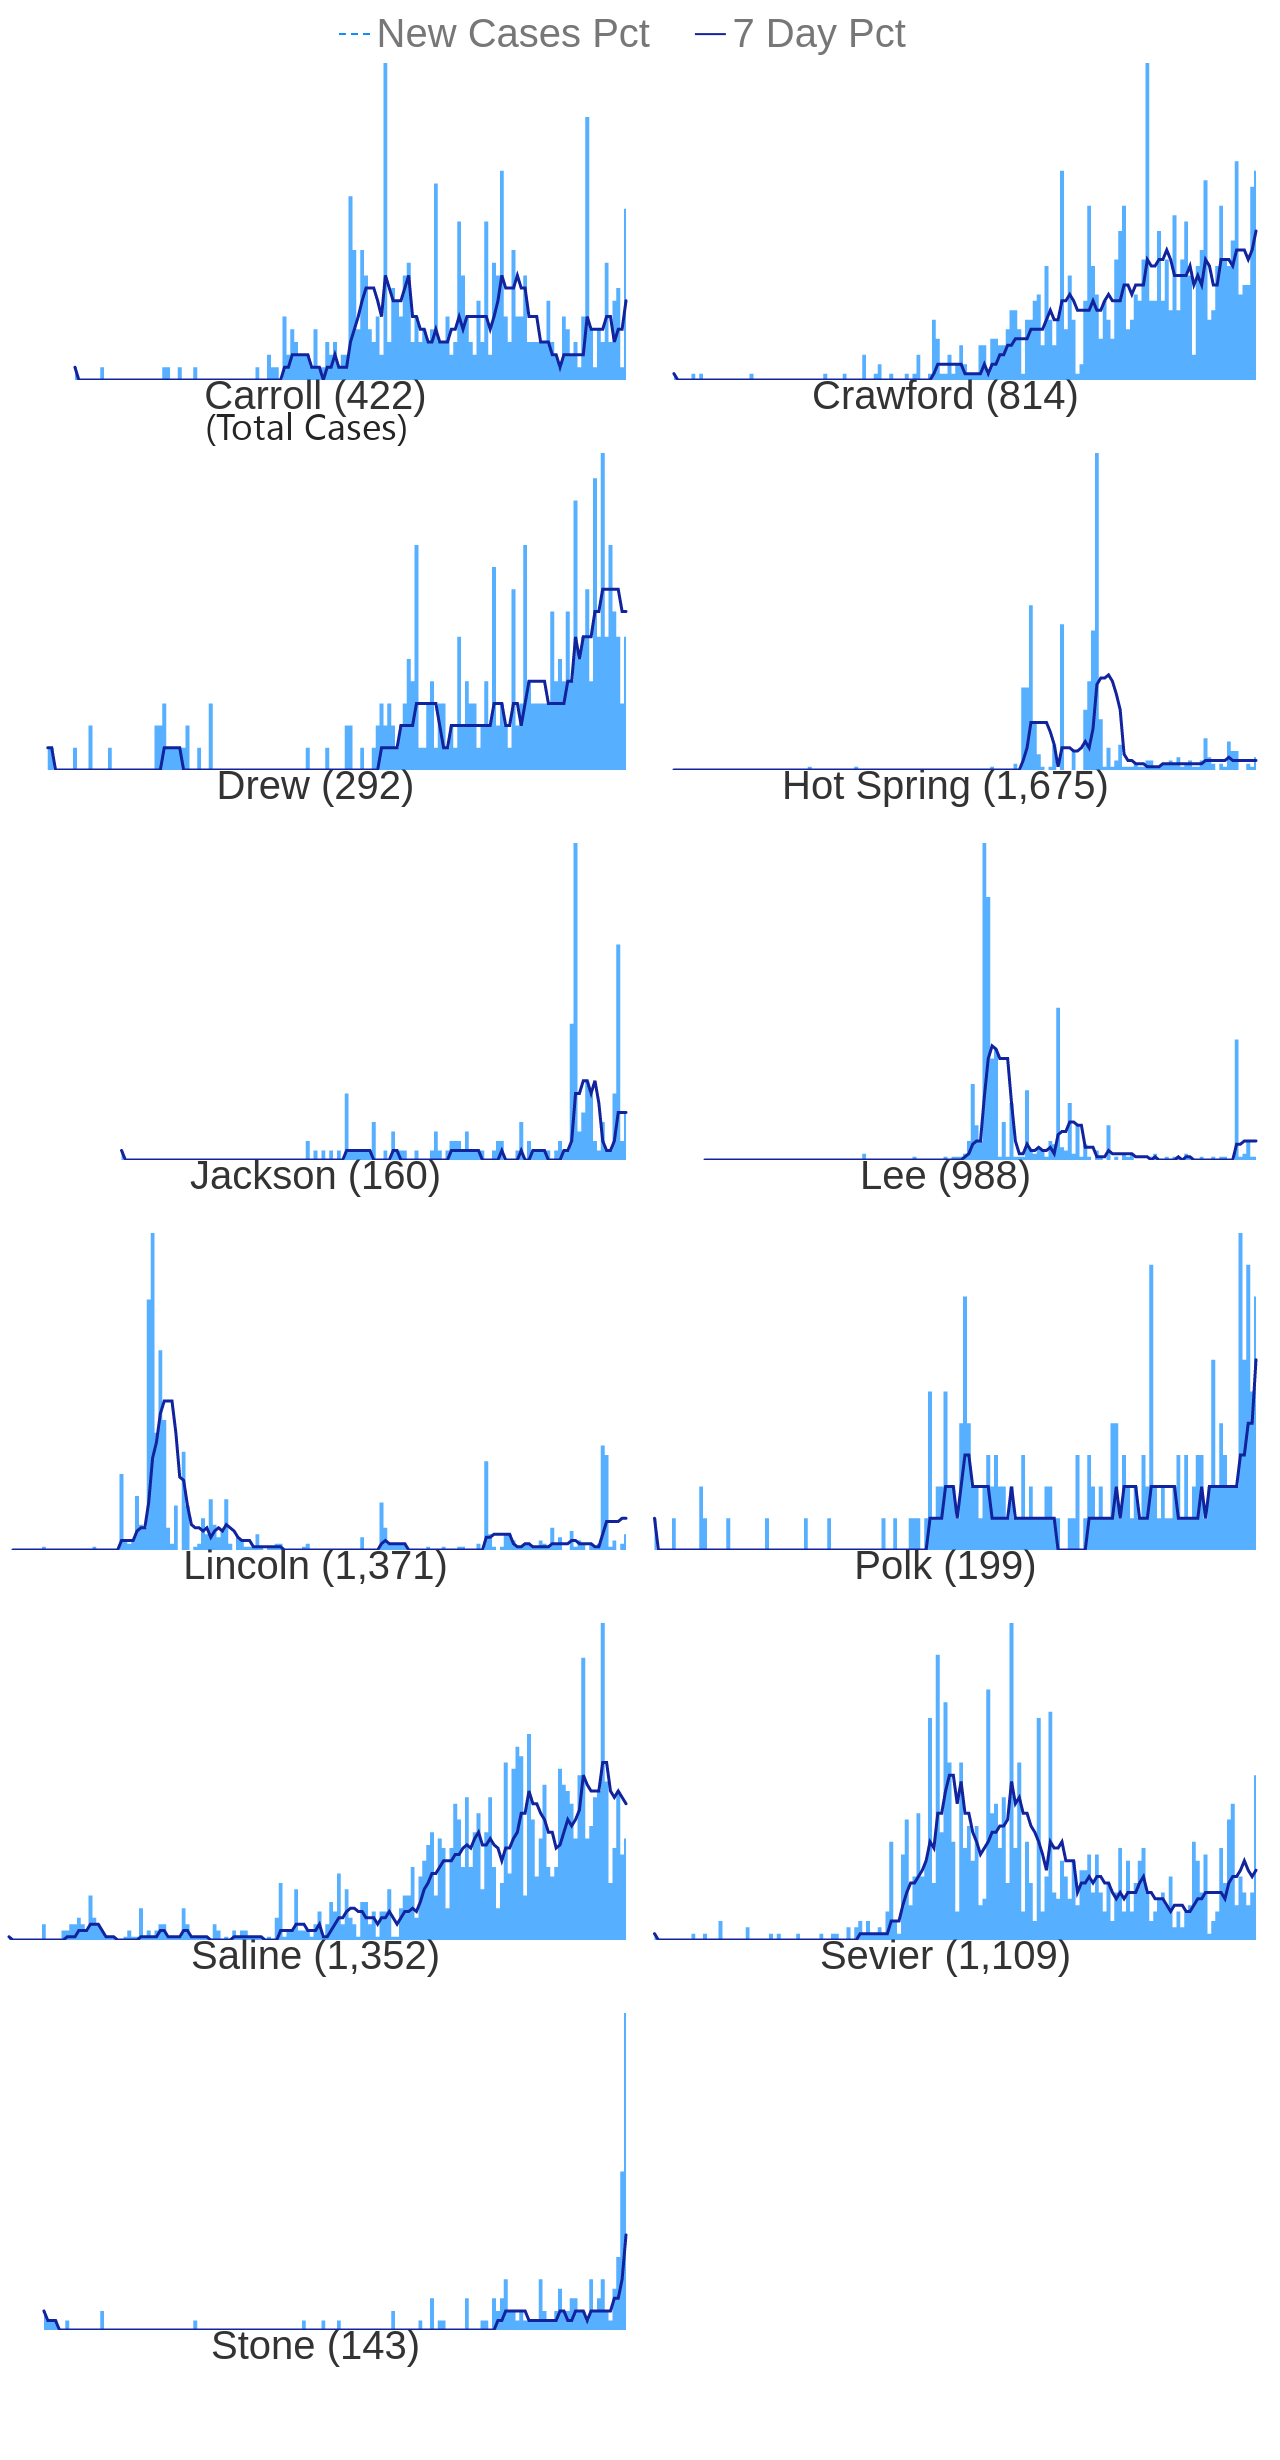 New Cases Pct 7 Day Pct
Carroll (422) Crawford (814)
(Total Cases)
Drew (292) Hot Spring (1,675)
Jackson (160) Lee (988)
Lincoln (1,371) Polk (199)
Saline (1,352) Sevier (1,109)
Stone (143)